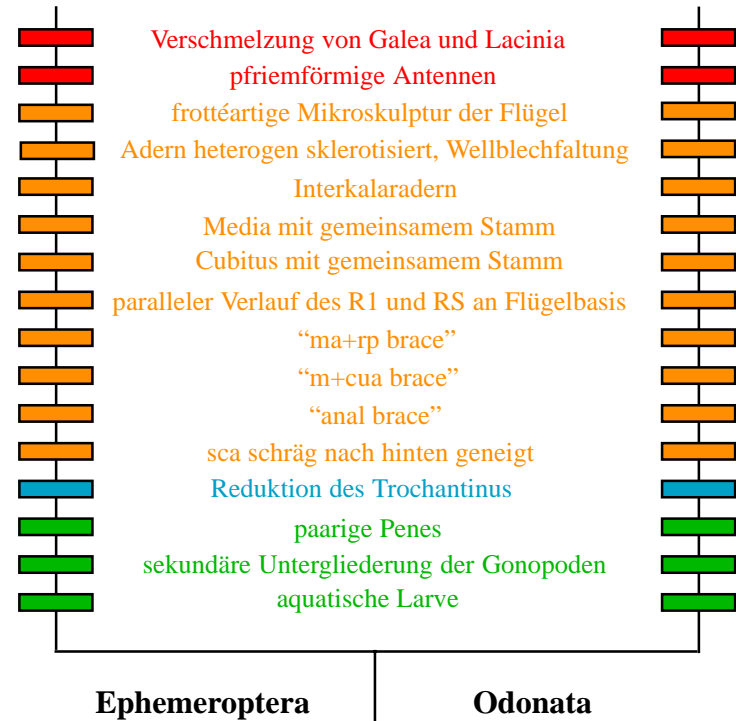 Verschmelzung von Galea und Lacinia
pfriemförmige Antennen
frottéartige Mikroskulptur der Flügel
Adern heterogen sklerotisiert, Wellblechfaltung
Interkalaradern
Media mit gemeinsamem Stamm
Cubitus mit gemeinsamem Stamm
paralleler Verlauf des R1 und RS an Flügelbasis
“ma+rp brace”
“m+cua brace”
“anal brace”
sca schräg nach hinten geneigt
Reduktion des Trochantinus
paarige Penes
sekundäre Untergliederung der Gonopoden
aquatische Larve
Ephemeroptera Odonata